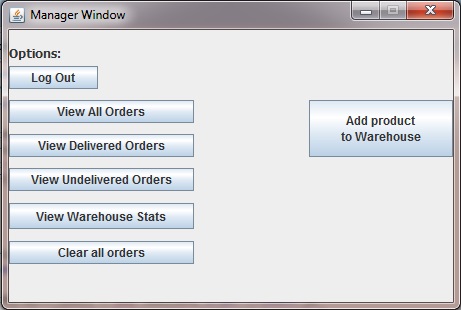 Manager Window
Options:
Log Out
View All Orders
Add product
to Warehouse
View Delivered Orders
View Undelivered Orders
View Warehouse Stats
Clear all orders